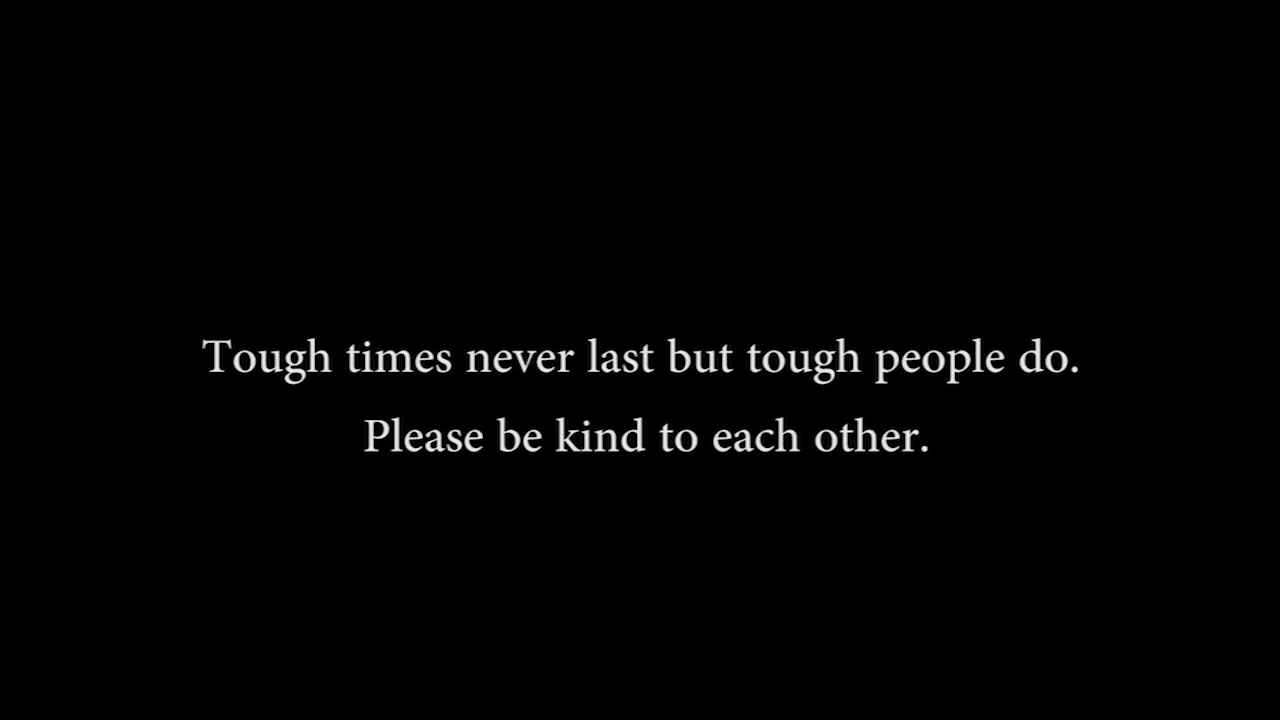 Tough times never last but tough people do.
Please be kind to each other.